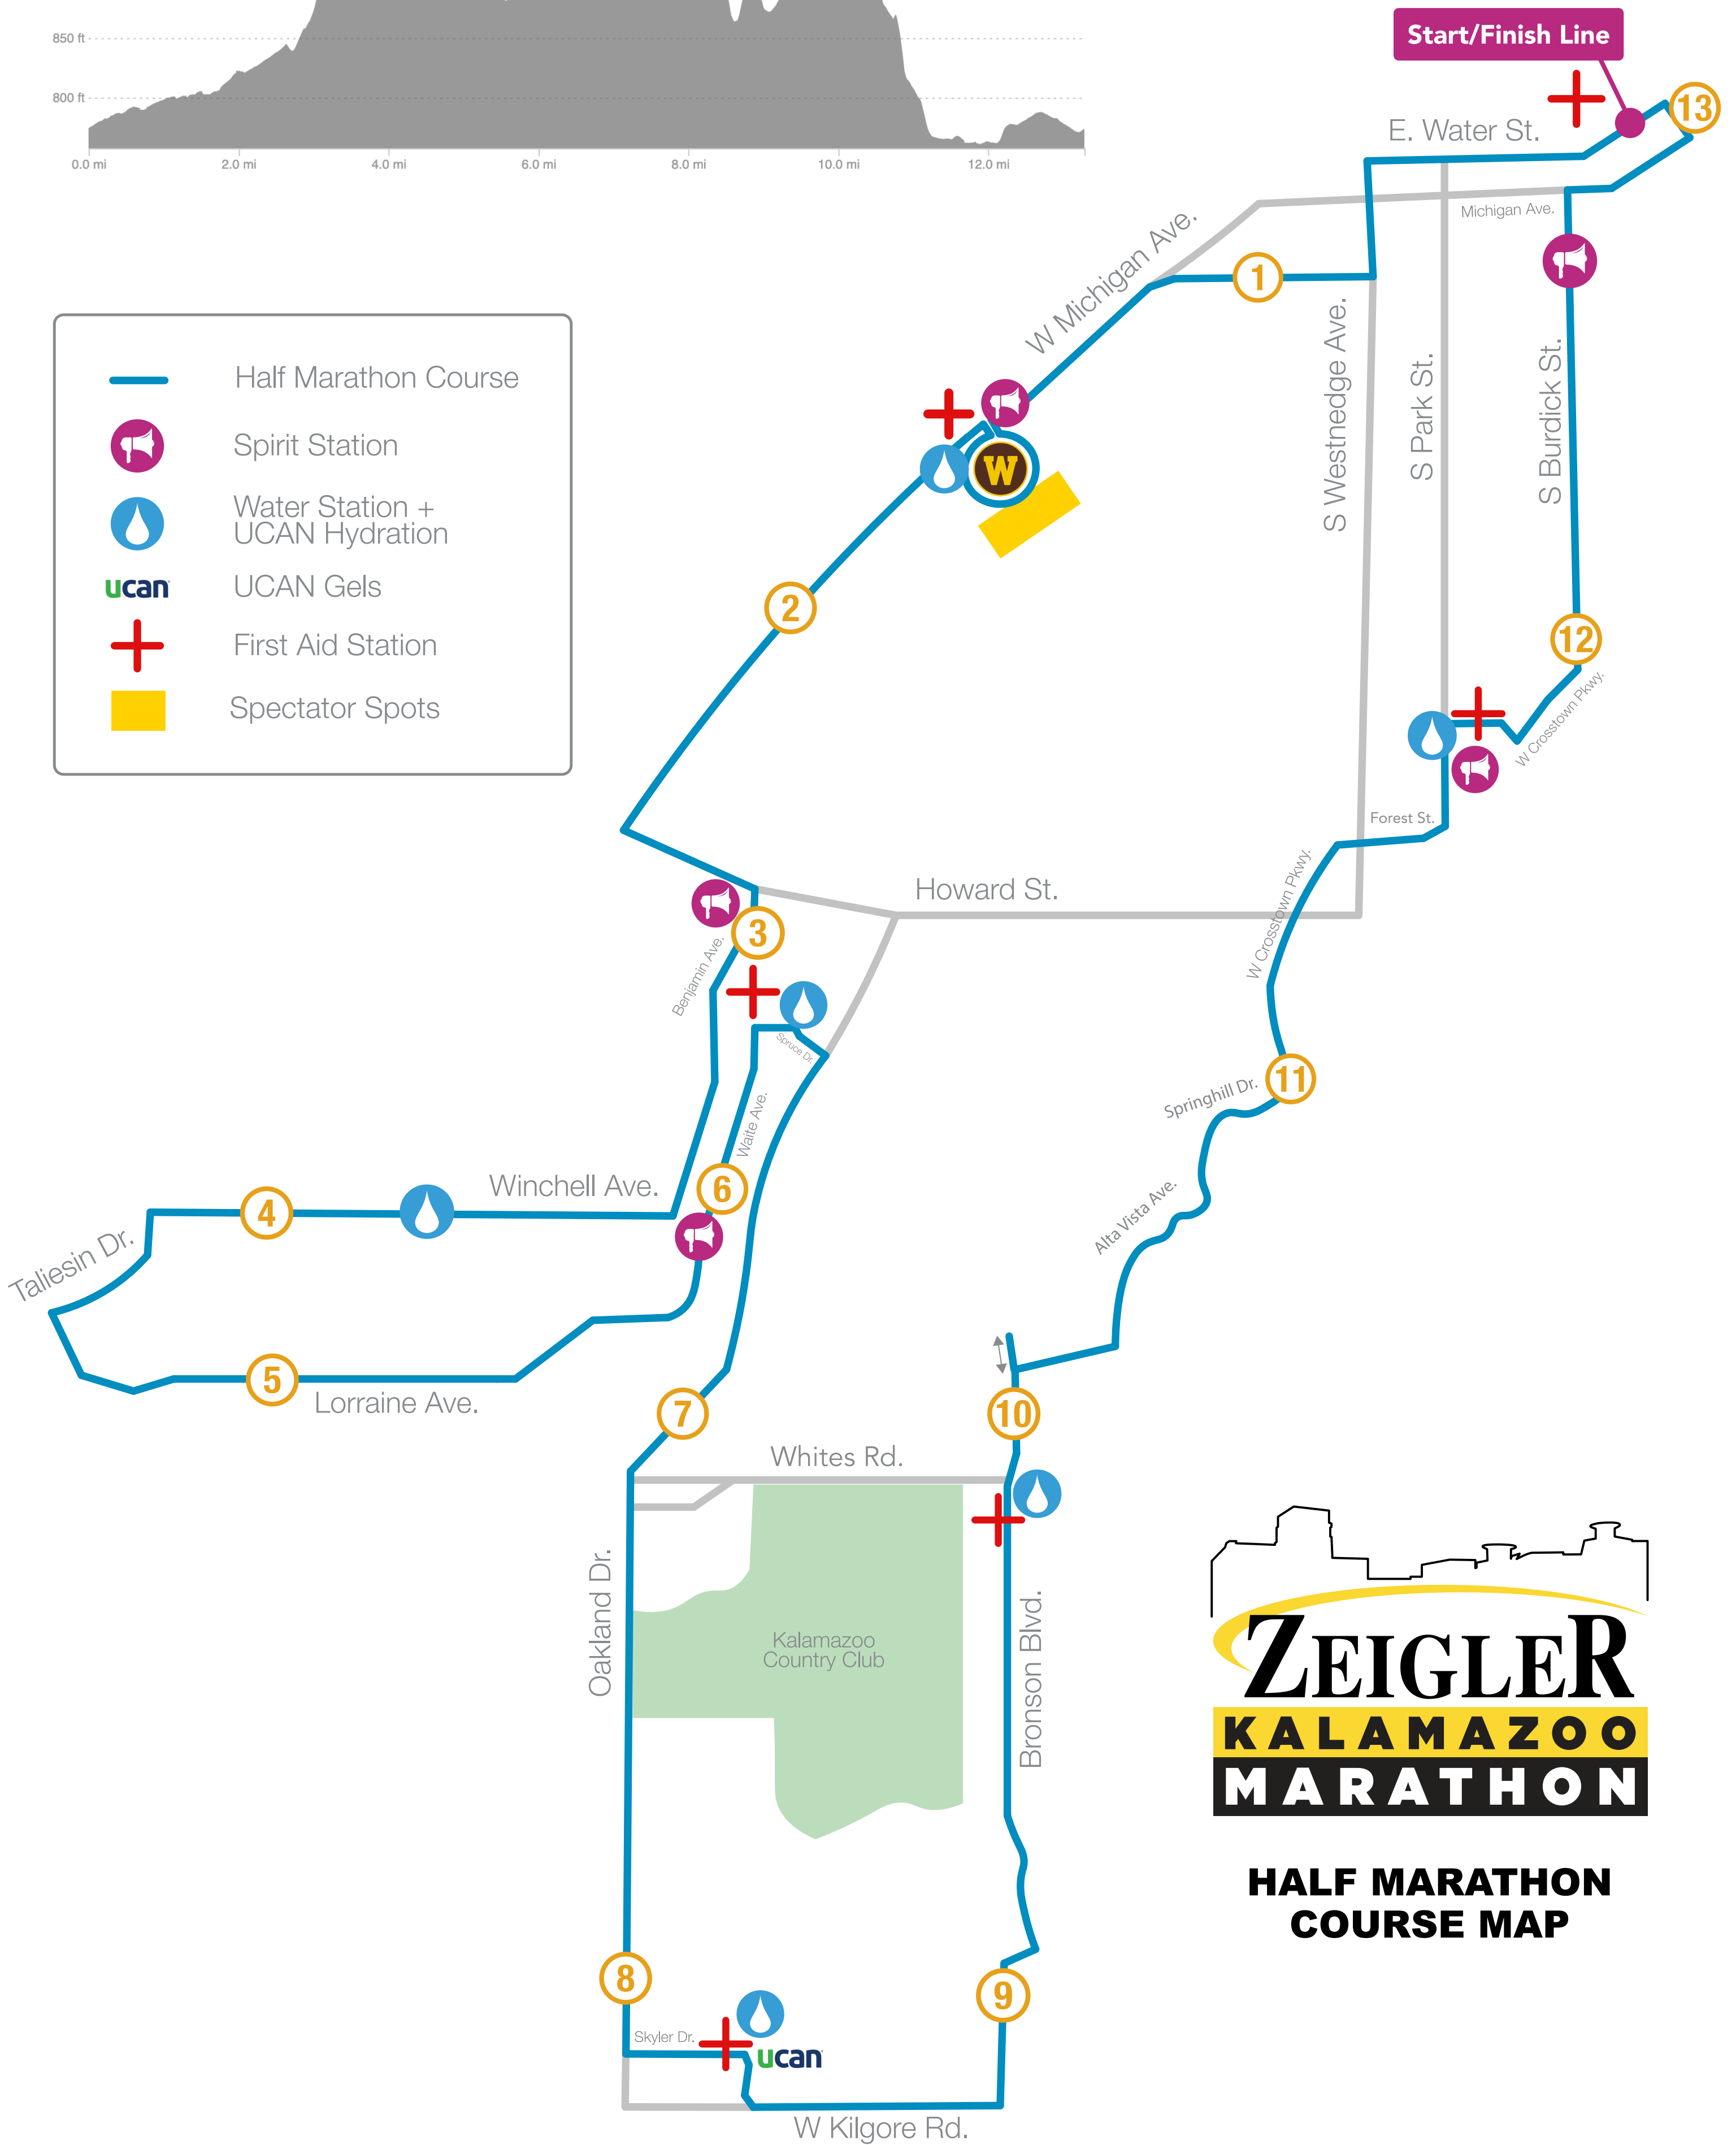 850 ft
800 ft
0.0 mi
2.0 mi
4.0 mi
6.0 mi
8.0 mi
10.0 mi
12.0 mi
Start/Finish Line
13
E. Water St.
Michigan Ave.
W Michigan Ave.
1
S Westnedge Ave.
S Park St.
S Burdick St.
Half Marathon Course
Spirit Station
Water Station +
UCAN Hydration
ucan
UCAN Gels
First Aid Station
Spectator Spots
W
2
12
W Crosstown Pkwy.
Forest St.
Howard St.
W Crosstown Pkwy.
3
Benjamin Ave.
Spruce Dr.
Waite Ave.
11
Springhill Dr.
Winchell Ave.
6
4
Alta Vista Ave.
Taliesin Dr.
5
Lorraine Ave.
7
10
Whites Rd.
Oakland Dr.
Kalamazoo
Country Club
Bronson Blvd.
ZEIGLER
KALAMAZOO
MARATHON
HALF MARATHON
COURSE MAP
8
9
Skyler Dr.
ucan
W Kilgore Rd.